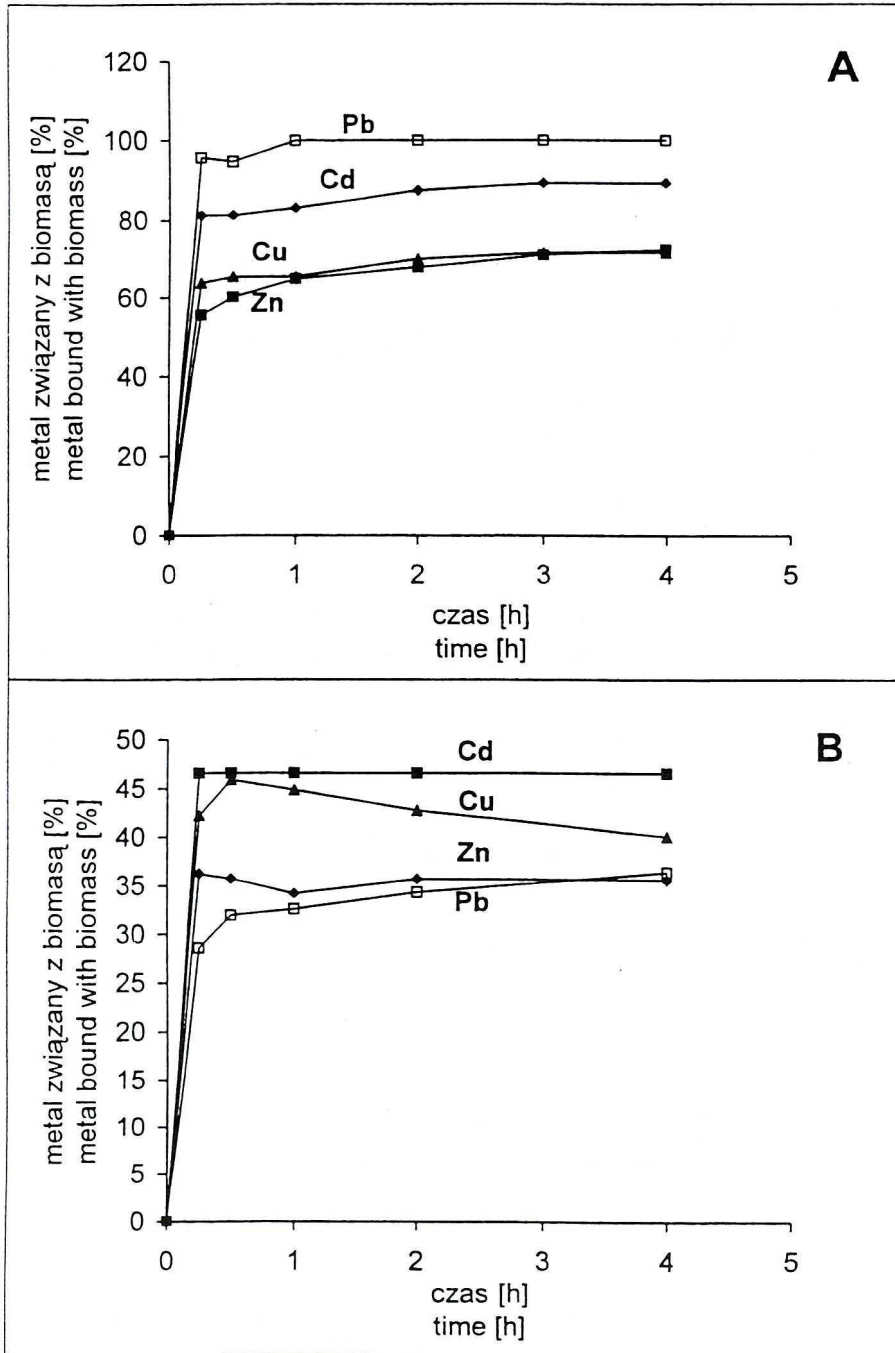 A
metal związany z biomasą [%]
metal bound with biomass [%]
120
100
80
60
40
20
0
Pb
Cd
Cu
Zn
0 1 2 3 4 5
czas [h]
time [h]
B
metal związany z biomasą [%]
metal bound with biomass [%]
50
45
40
35
30
25
20
15
10
5
0
Cd
Cu
Zn
Pb
0 1 2 3 4 5
czas [h]
time [h]